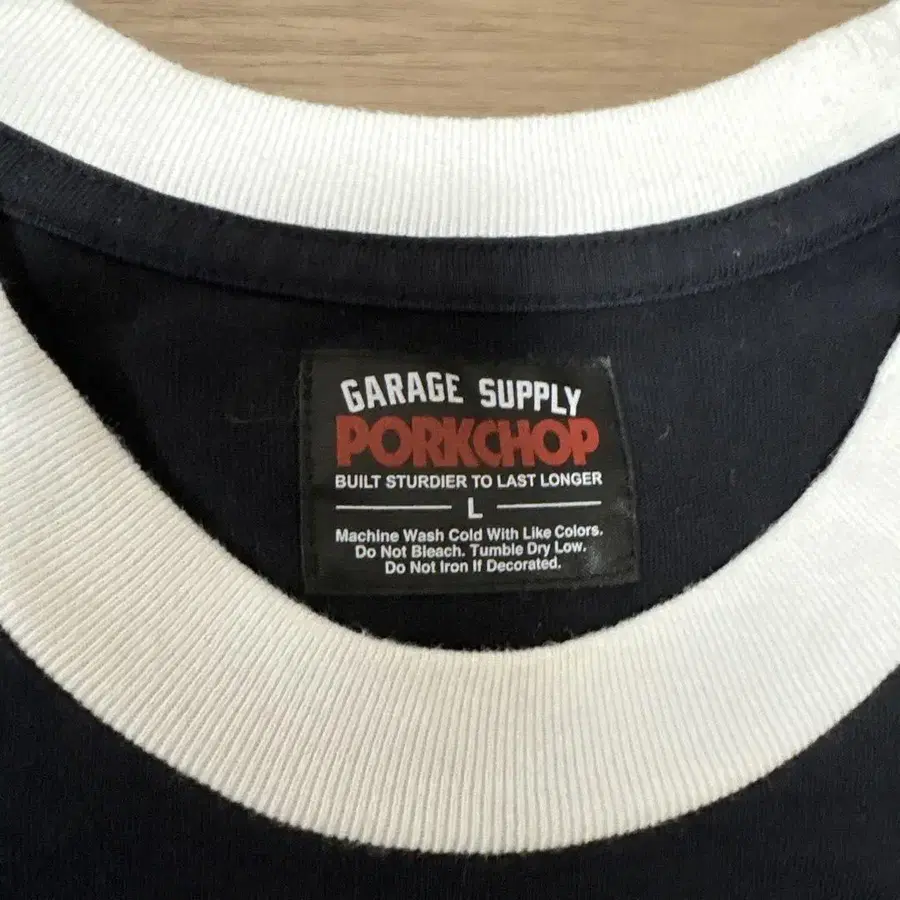 GARAGE SUPPLY
PORKCHOP
BUILT STURDIER TO LAST LONGER
L
Machine Wash Cold With Like Colors.
Do Not Bleach. Tumble Dry Low.
Do Not Iron If Decorated.